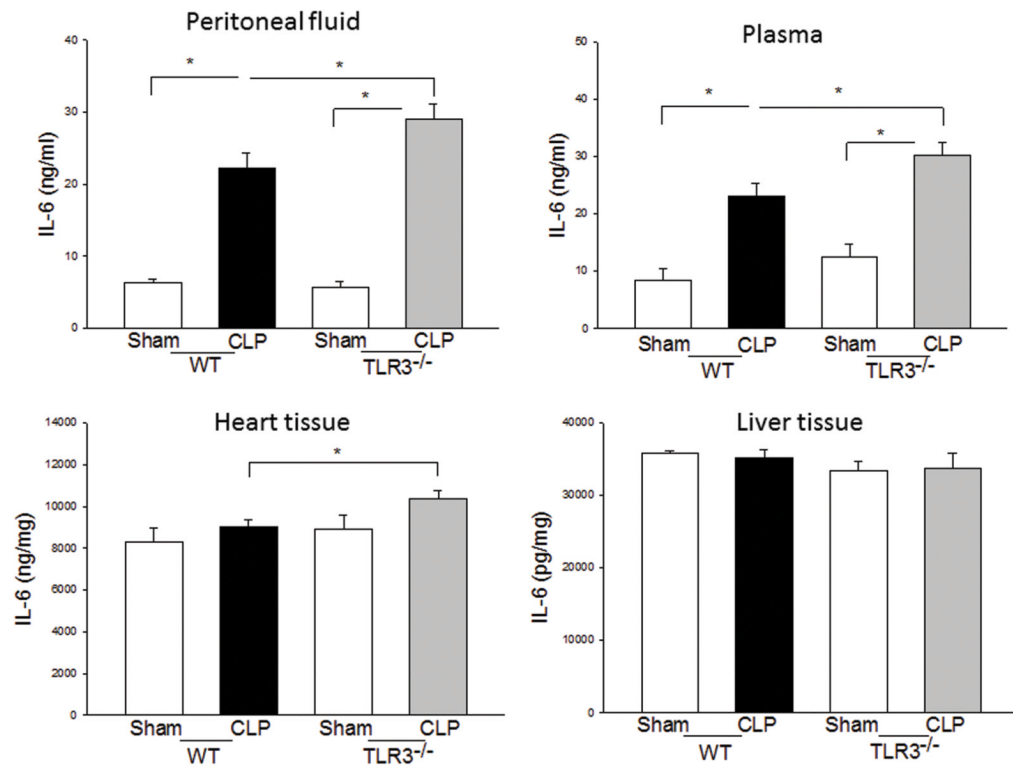 Peritoneal fluid
IL-6 (ng/ml)
40
30
20
10
0
*
*
*
Sham CLP Sham CLP
WT TLR3-/-
Plasma
IL-6 (ng/ml)
50
40
30
20
10
0
*
*
*
Sham CLP Sham CLP
WT TLR3-/-
Heart tissue
IL-6 (ng/mg)
14000
12000
10000
8000
6000
4000
2000
0
*
Sham CLP Sham CLP
WT TLR3-/-
Liver tissue
IL-6 (pg/mg)
40000
30000
20000
10000
0
Sham CLP Sham CLP
WT TLR3-/-